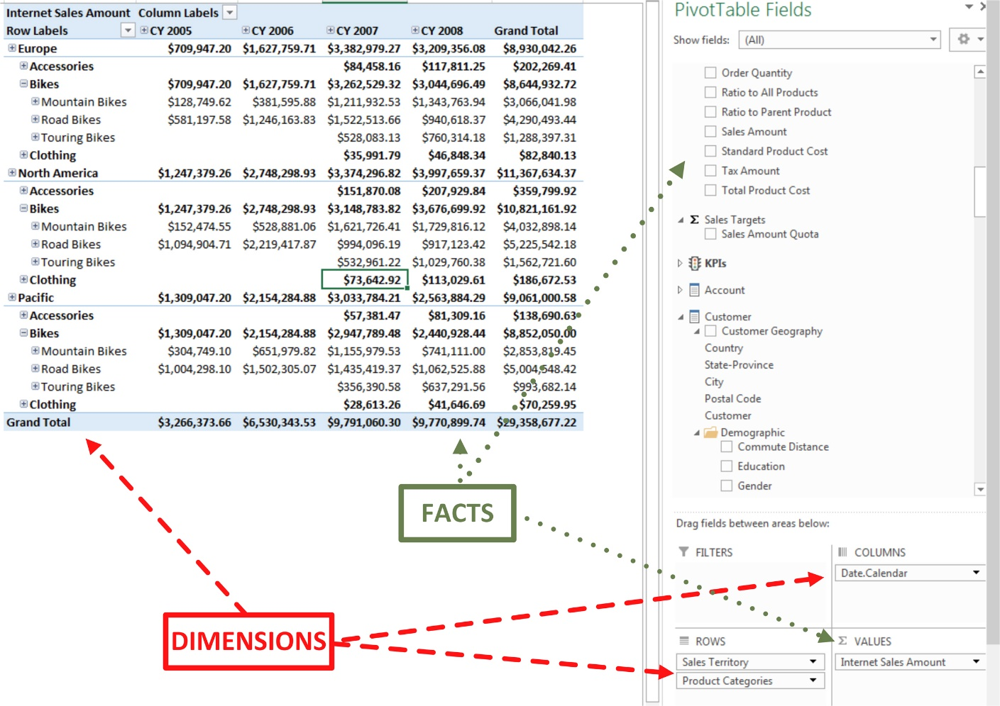 Internet Sales Amount Column Labels
Row Labels CY 2005 CY 2006 CY 2007 CY 2008 Grand Total
Europe $709,947.20 $1,627,759.71 $3,382,979.27 $3,209,356.08 $8,930,042.26
Accessories $84,458.16 $117,811.25 $202,269.41
Bikes $709,947.20 $1,627,759.71 $3,262,529.32 $3,044,696.49 $8,644,932.72
Mountain Bikes $128,749.62 $381,595.88 $1,211,932.53 $1,343,763.94 $3,066,041.98
Road Bikes $581,197.58 $1,246,163.83 $1,522,513.66 $940,618.37 $4,290,493.44
Touring Bikes $528,083.13 $760,314.18 $1,288,397.31
Clothing $35,991.79 $46,848.34 $82,840.13
North America $1,247,379.26 $2,748,298.93 $3,374,296.82 $3,997,659.37 $11,367,634.37
Accessories $151,870.08 $207,929.84 $359,799.92
Bikes $1,247,379.26 $2,748,298.93 $3,148,783.82 $3,676,699.92 $10,821,161.92
Mountain Bikes $152,474.55 $528,881.06 $1,621,726.41 $1,729,816.12 $4,032,898.14
Road Bikes $1,094,904.71 $2,219,417.87 $994,096.19 $917,123.42 $5,225,542.18
Touring Bikes $532,961.22 $1,029,760.38 $1,562,721.60
Clothing $73,642.92 $113,029.61 $186,672.53
Pacific $1,309,047.20 $2,154,284.88 $3,033,784.21 $2,563,884.29 $9,061,000.58
Accessories $57,381.47 $81,309.16 $138,690.63
Bikes $1,309,047.20 $2,154,284.88 $2,947,789.48 $2,440,928.44 $8,852,050.00
Mountain Bikes $304,749.10 $651,979.82 $1,155,979.53 $741,111.00 $2,853,819.45
Road Bikes $1,004,298.10 $1,502,305.07 $1,435,419.37 $1,062,525.88 $5,004,548.42
Touring Bikes $356,390.58 $637,291.56 $993,682.14
Clothing $28,613.26 $41,646.69 $70,259.95
Grand Total $3,266,373.66 $6,530,343.53 $9,791,060.30 $9,770,899.74 $29,358,677.22
FACTS
DIMENSIONS
PivotTable Fields
Show fields: (All)
Order Quantity
Ratio to All Products
Ratio to Parent Product
Sales Amount
Standard Product Cost
Tax Amount
Total Product Cost
Σ Sales Targets
Sales Amount Quota
KPIs
Account
Customer
Customer Geography
Country
State-Province
City
Postal Code
Customer
Demographic
Commute Distance
Education
Gender
Drag fields between areas below:
FILTERS
COLUMNS
Date.Calendar
ROWS
Sales Territory
Product Categories
Σ VALUES
Internet Sales Amount